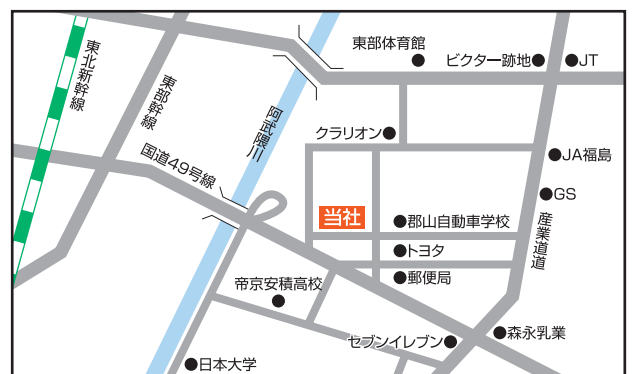 東部体育館
ビクター跡地
JT
東北新幹線
東部幹線
阿武隈川
クラリオン
国道49号線
JA福島
GS
当社
郡山自動車学校
産業道道
トヨタ
郵便局
帝京安積高校
森永乳業
セブンイレブン
日本大学